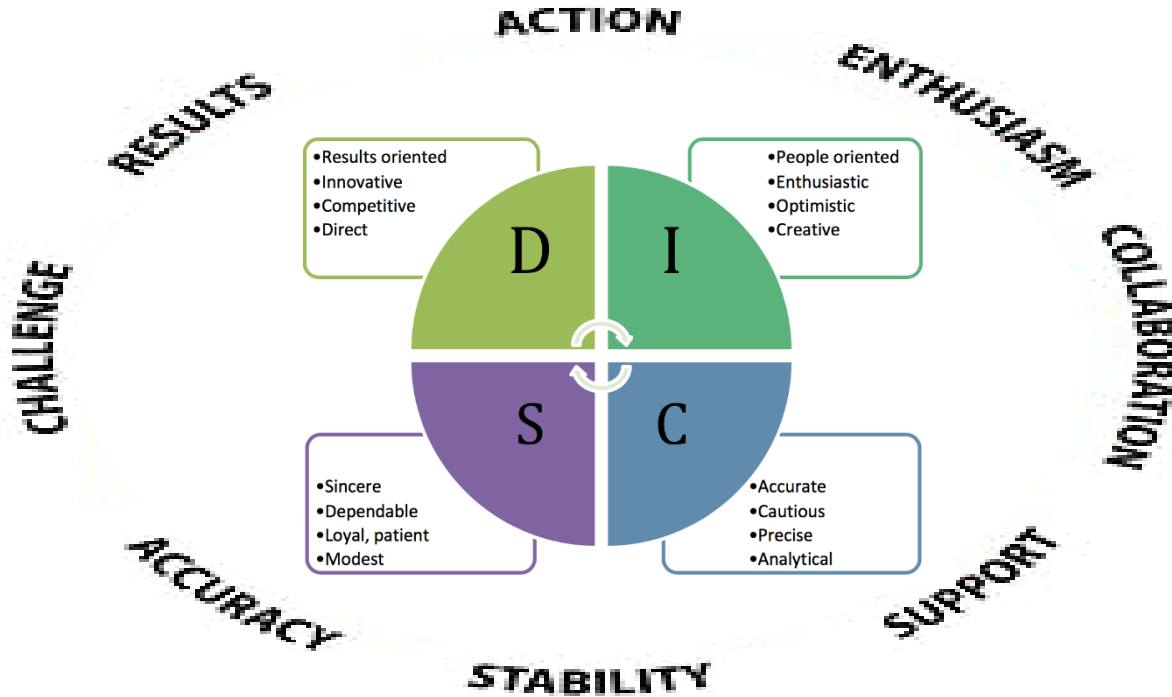 ACTION
ENTHUSIASM
RESULTS
•Results oriented
•Innovative
•Competitive
•Direct
D
I
•People oriented
•Enthusiastic
•Optimistic
•Creative
COLLABORATION
CHALLENGE
S
C
•Sincere
•Dependable
•Loyal, patient
•Modest
•Accurate
•Cautious
•Precise
•Analytical
ACCURACY
SUPPORT
STABILITY